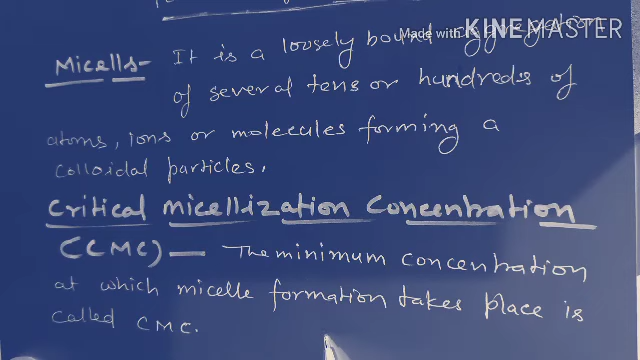 Made with KINEMASTER
Micells- It is a loosely bound aggregation
of several tens or hundreds of
atoms, ions or molecules forming a
colloidal particles.
Critical micellization Concentration
(CMC) — The minimum concentration
at which micelle formation takes place is
called CMC.